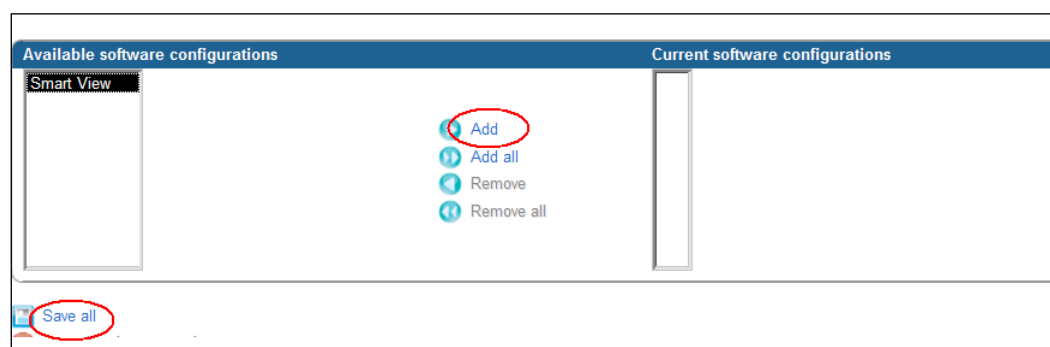 Available software configurations
Current software configurations
Smart View
Add
Add all
Remove
Remove all
Save all